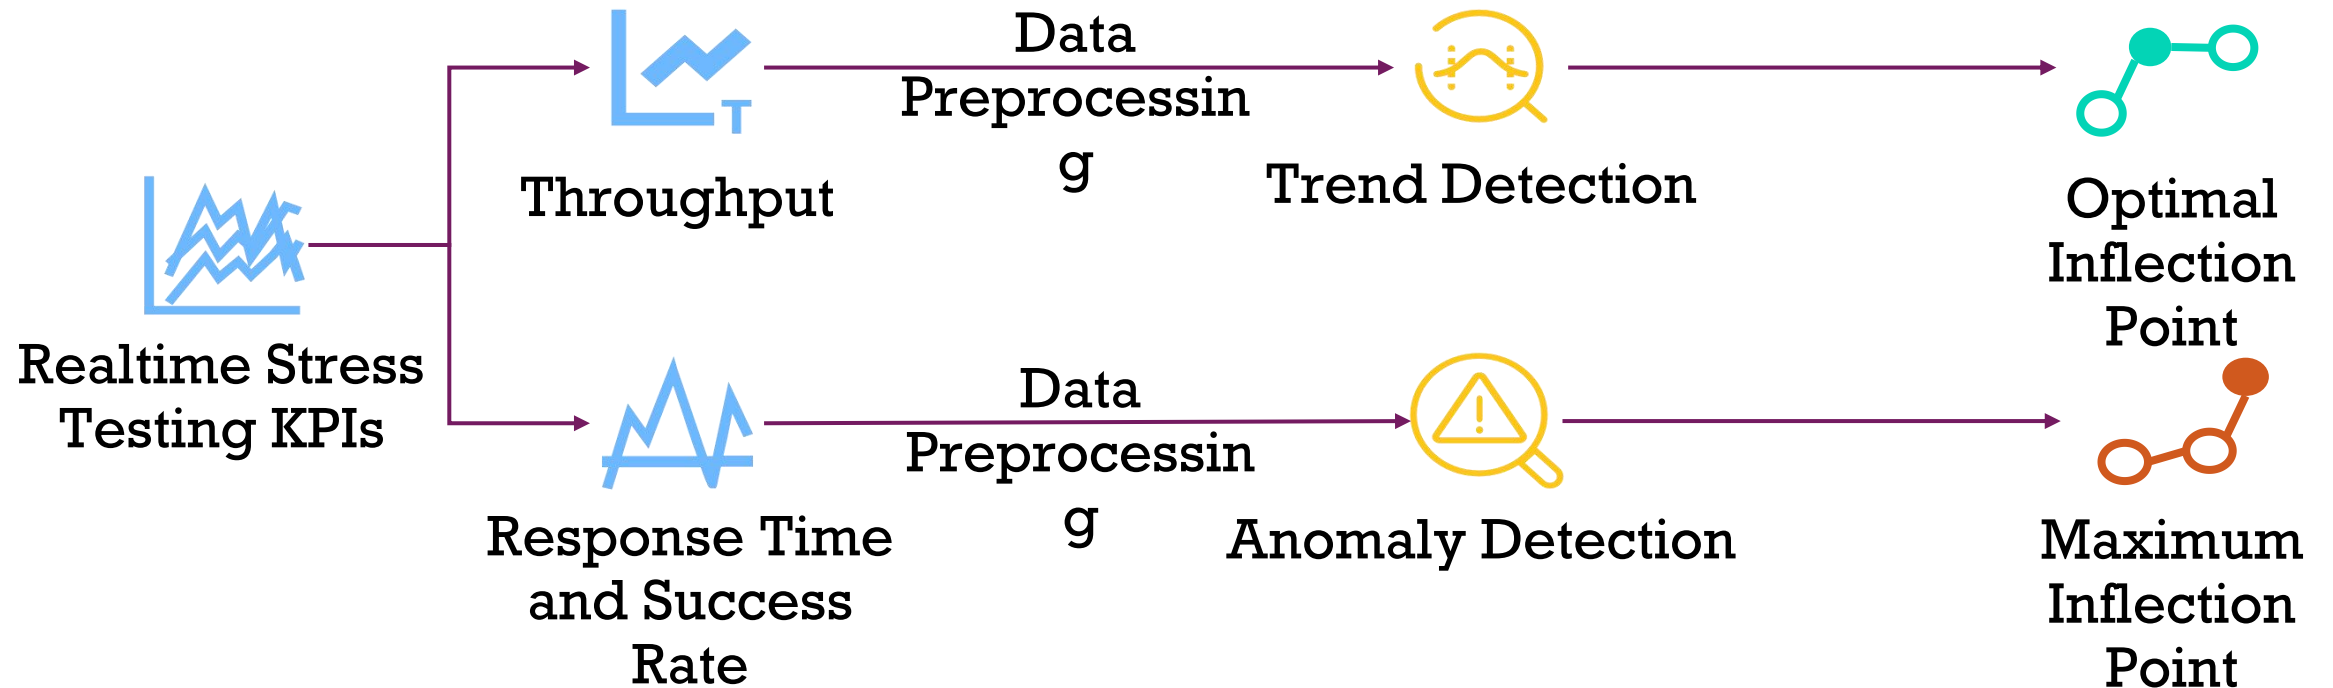 Data
Preprocessin
g
T
Throughput
Trend Detection
Optimal
Inflection
Point
Realtime Stress
Testing KPIs
Data
Preprocessin
g
Response Time
and Success
Rate
Anomaly Detection
Maximum
Inflection
Point